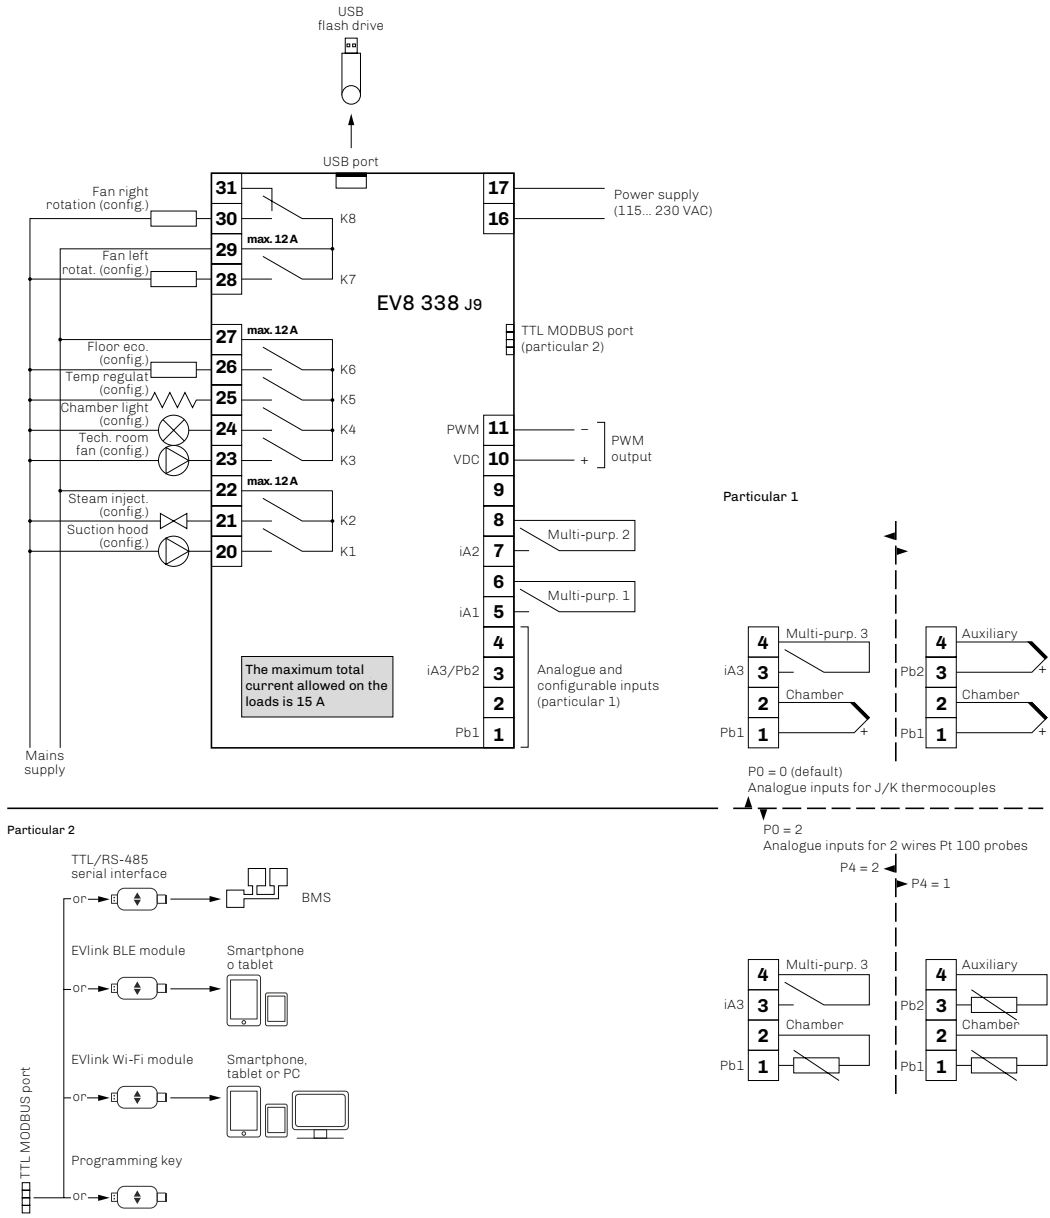 USB
flash drive
USB port
31
30
29
28
27
26
25
24
23
22
21
20
Fan right
rotation (config.)
Fan left
rotat. (config.)
Floor eco.
(config.)
Temp regulat
(config.)
Chamber light
(config.)
Tech. room
fan (config.)
Steam inject.
(config.)
Suction hood
(config.)
max. 12 A
max. 12 A
max. 12 A
K8
K7
K6
K5
K4
K3
K2
K1
EV8 338 J9
17
16
Power supply
(115... 230 VAC)
TTL MODBUS port
(particular 2)
PWM
VDC
11
10
9
8
7
6
5
4
3
2
1
–
+
PWM
output
Multi-purp. 2
iA2
Multi-purp. 1
iA1
iA3/Pb2
Pb1
Analogue and
configurable inputs
(particular 1)
The maximum total
current allowed on the
loads is 15 A
Mains
supply
Particular 1
4
3
2
1
Multi-purp. 3
iA3
Chamber
Pb1
+
4
3
2
1
Auxiliary
Pb2
+
Chamber
Pb1
+
P0 = 0 (default)
Analogue inputs for J/K thermocouples
P0 = 2
Analogue inputs for 2 wires Pt 100 probes
P4 = 2
P4 = 1
4
3
2
1
Multi-purp. 3
iA3
Chamber
Pb1
4
3
2
1
Auxiliary
Pb2
Chamber
Pb1
Particular 2
TTL/RS-485
serial interface
or
BMS
EVlink BLE module
or
Smartphone
o tablet
EVlink Wi-Fi module
or
Smartphone,
tablet or PC
Programming key
or
TTL MODBUS port